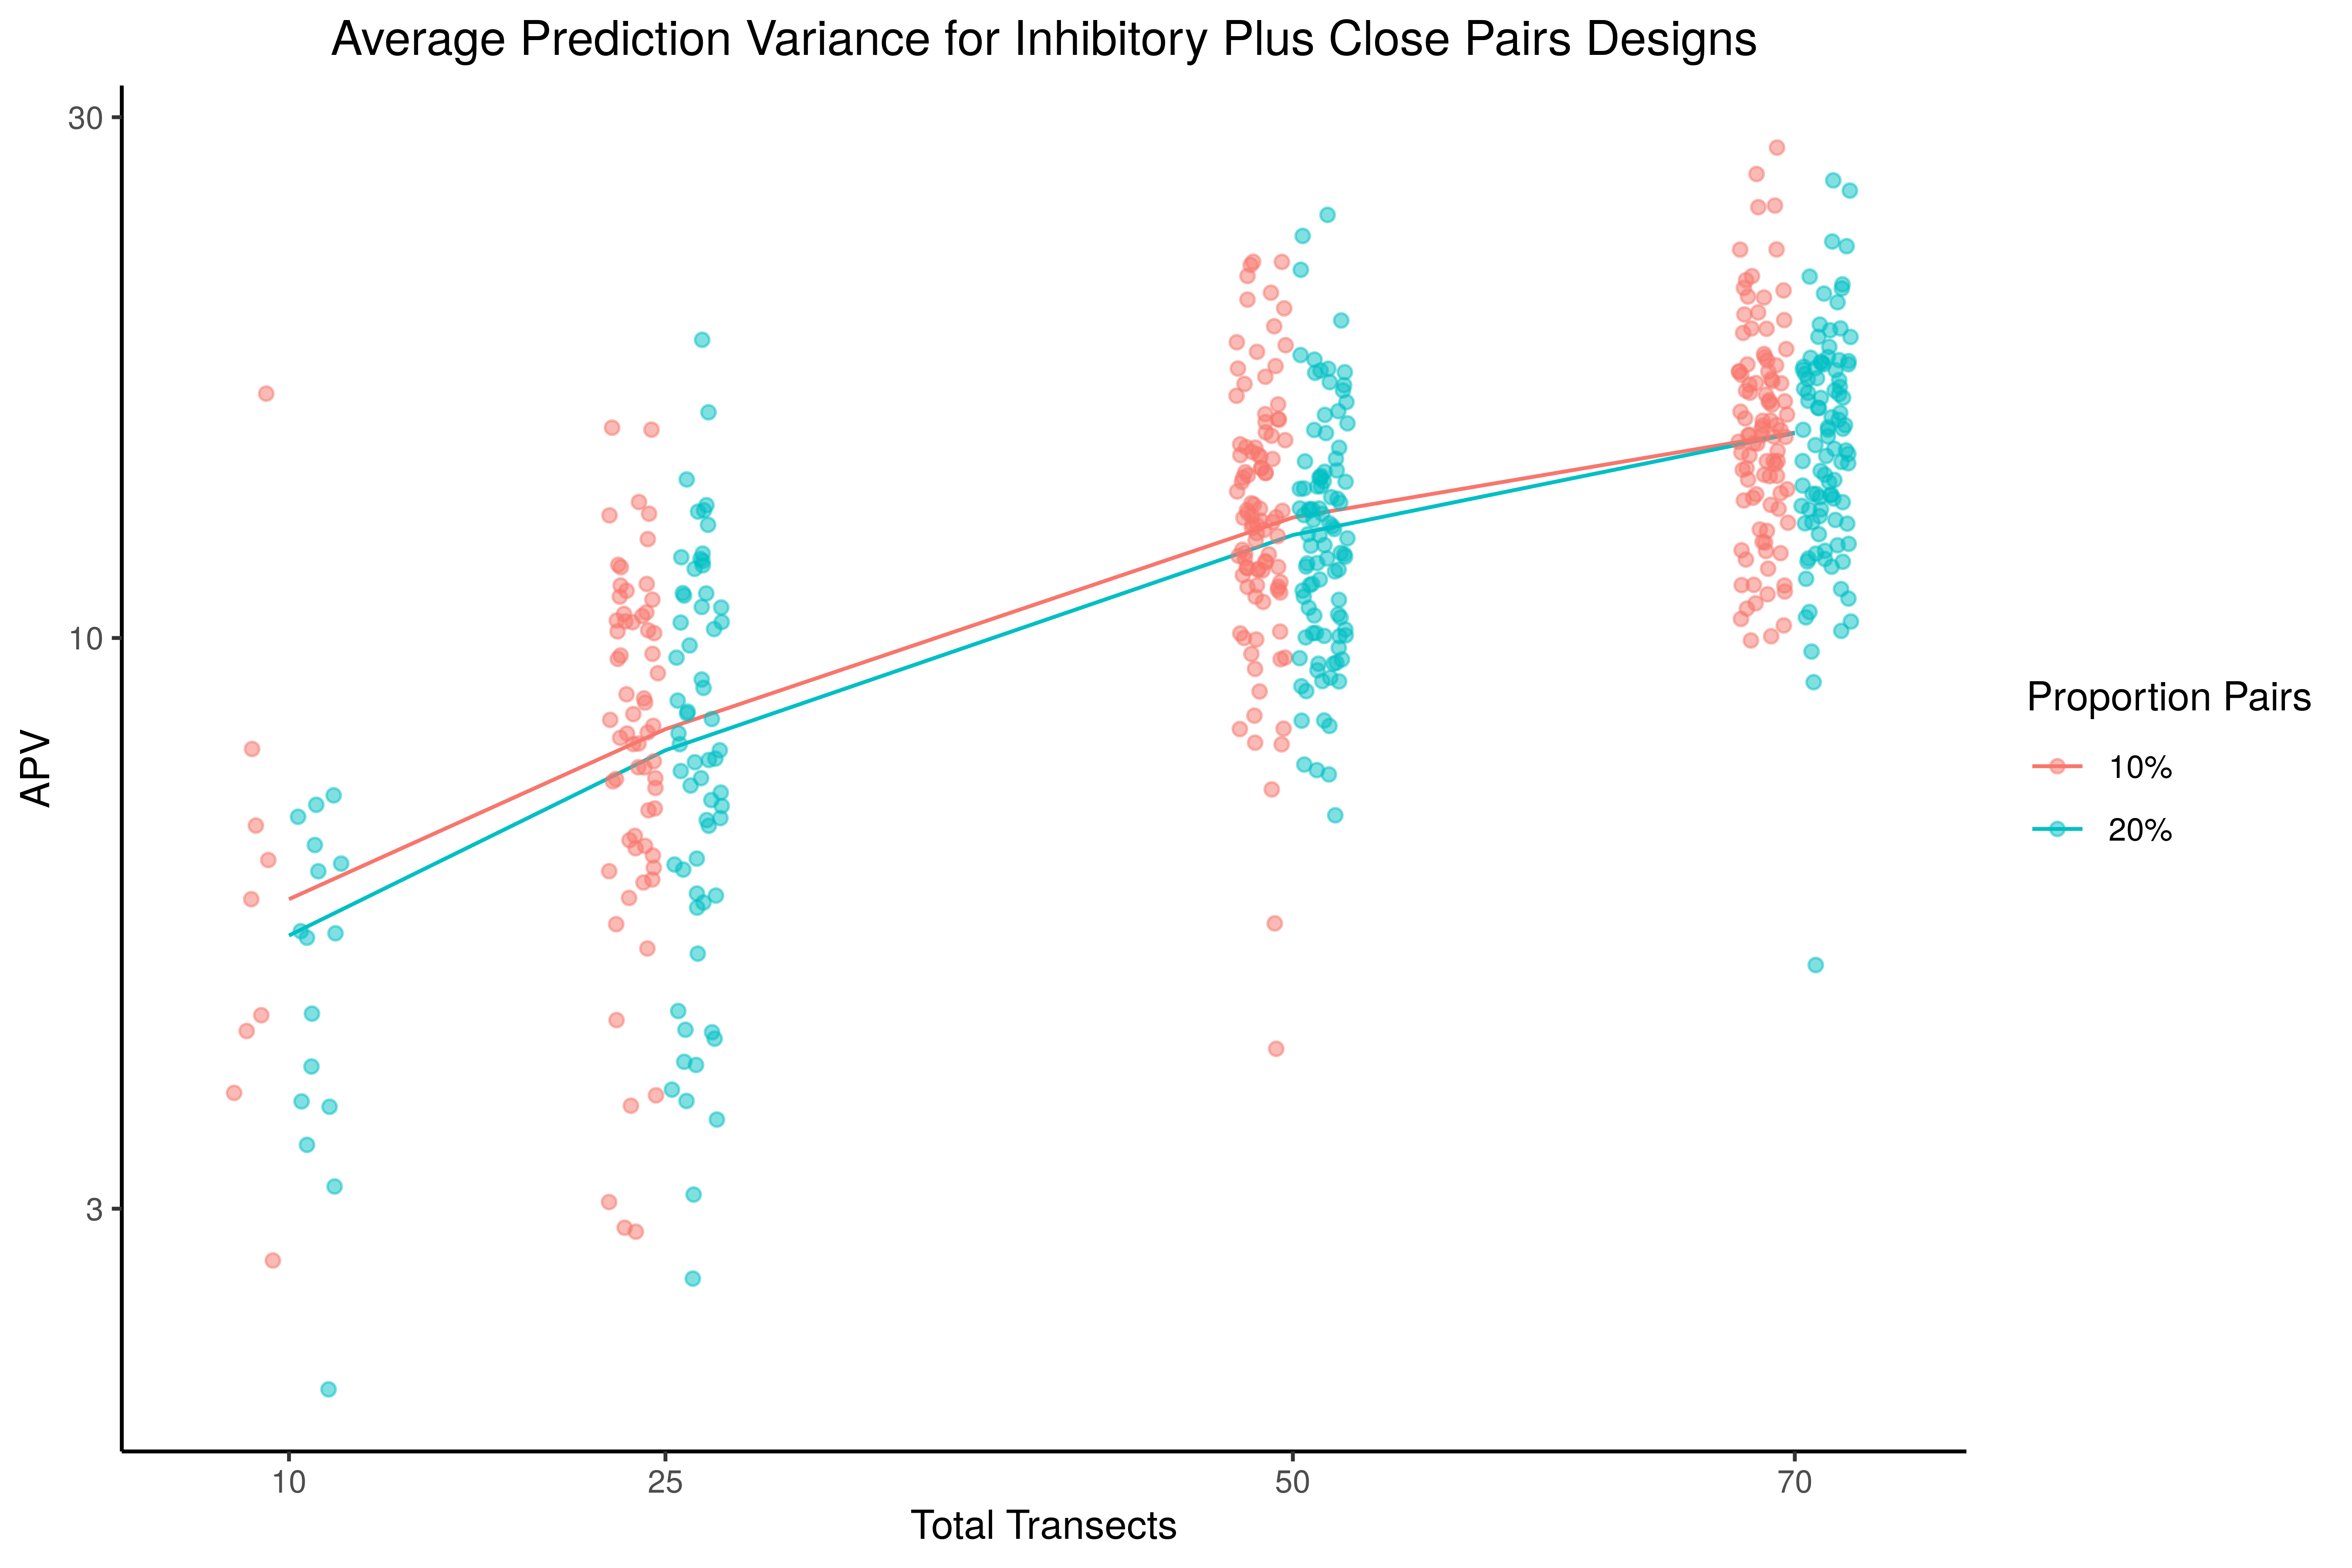 Average Prediction Variance for Inhibitory Plus Close Pairs Designs
30
10
3
APV
10
25
50
70
Total Transects
Proportion Pairs
10%
20%